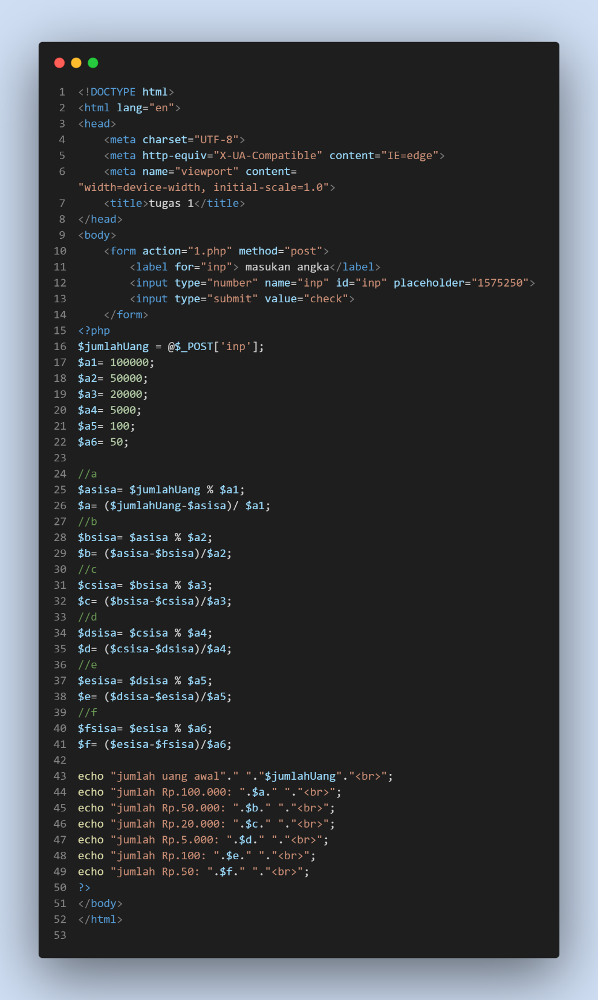 1 <!DOCTYPE html>
2 <html lang="en">
3 <head>
4     <meta charset="UTF-8">
5     <meta http-equiv="X-UA-Compatible" content="IE=edge">
6     <meta name="viewport" content=
"width=device-width, initial-scale=1.0">
7     <title>tugas 1</title>
8 </head>
9 <body>
10     <form action="1.php" method="post">
11         <label for="inp"> masukan angka</label>
12         <input type="number" name="inp" id="inp" placeholder="1575250">
13         <input type="submit" value="check">
14     </form>
15 <?php
16 $jumlahUang = @$_POST['inp'];
17 $a1= 100000;
18 $a2= 50000;
19 $a3= 20000;
20 $a4= 5000;
21 $a5= 100;
22 $a6= 50;
23
24 //a
25 $asisa= $jumlahUang % $a1;
26 $a= ($jumlahUang-$asisa)/ $a1;
27 //b
28 $bsisa= $asisa % $a2;
29 $b= ($asisa-$bsisa)/$a2;
30 //c
31 $csisa= $bsisa % $a3;
32 $c= ($bsisa-$csisa)/$a3;
33 //d
34 $dsisa= $csisa % $a4;
35 $d= ($csisa-$dsisa)/$a4;
36 //e
37 $esisa= $dsisa % $a5;
38 $e= ($dsisa-$esisa)/$a5;
39 //f
40 $fsisa= $esisa % $a6;
41 $f= ($esisa-$fsisa)/$a6;
42
43 echo "jumlah uang awal"." "."$jumlahUang"."<br>";
44 echo "jumlah Rp.100.000: ".$a." "."<br>";
45 echo "jumlah Rp.50.000: ".$b." "."<br>";
46 echo "jumlah Rp.20.000: ".$c." "."<br>";
47 echo "jumlah Rp.5.000: ".$d." "."<br>";
48 echo "jumlah Rp.100: ".$e." "."<br>";
49 echo "jumlah Rp.50: ".$f." "."<br>";
50 ?>
51 </body>
52 </html>
53